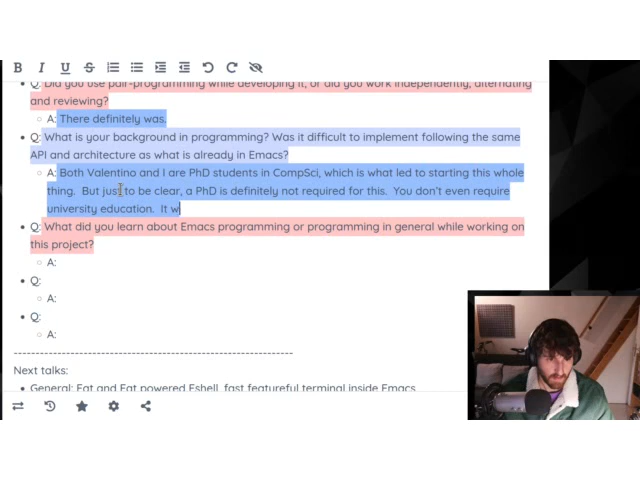 B I U S
Q: Did you use pair-programming while developing it, or did you work independently, alternating
and reviewing?
A: There definitely was.
Q: What is your background in programming? Was it difficult to implement following the same
API and architecture as what is already in Emacs?
A: Both Valentino and I are PhD students in CompSci, which is what led to starting this whole
thing. But just to be clear, a PhD is definitely not required for this. You don't even require
university education. It w
Q: What did you learn about Emacs programming or programming in general while working on
this project?
A:
Q:
A:
Q:
A:
----------------------------------------------------------------
Next talks:
General: Eat and Eat powered Eshell, fast featureful terminal inside Emacs